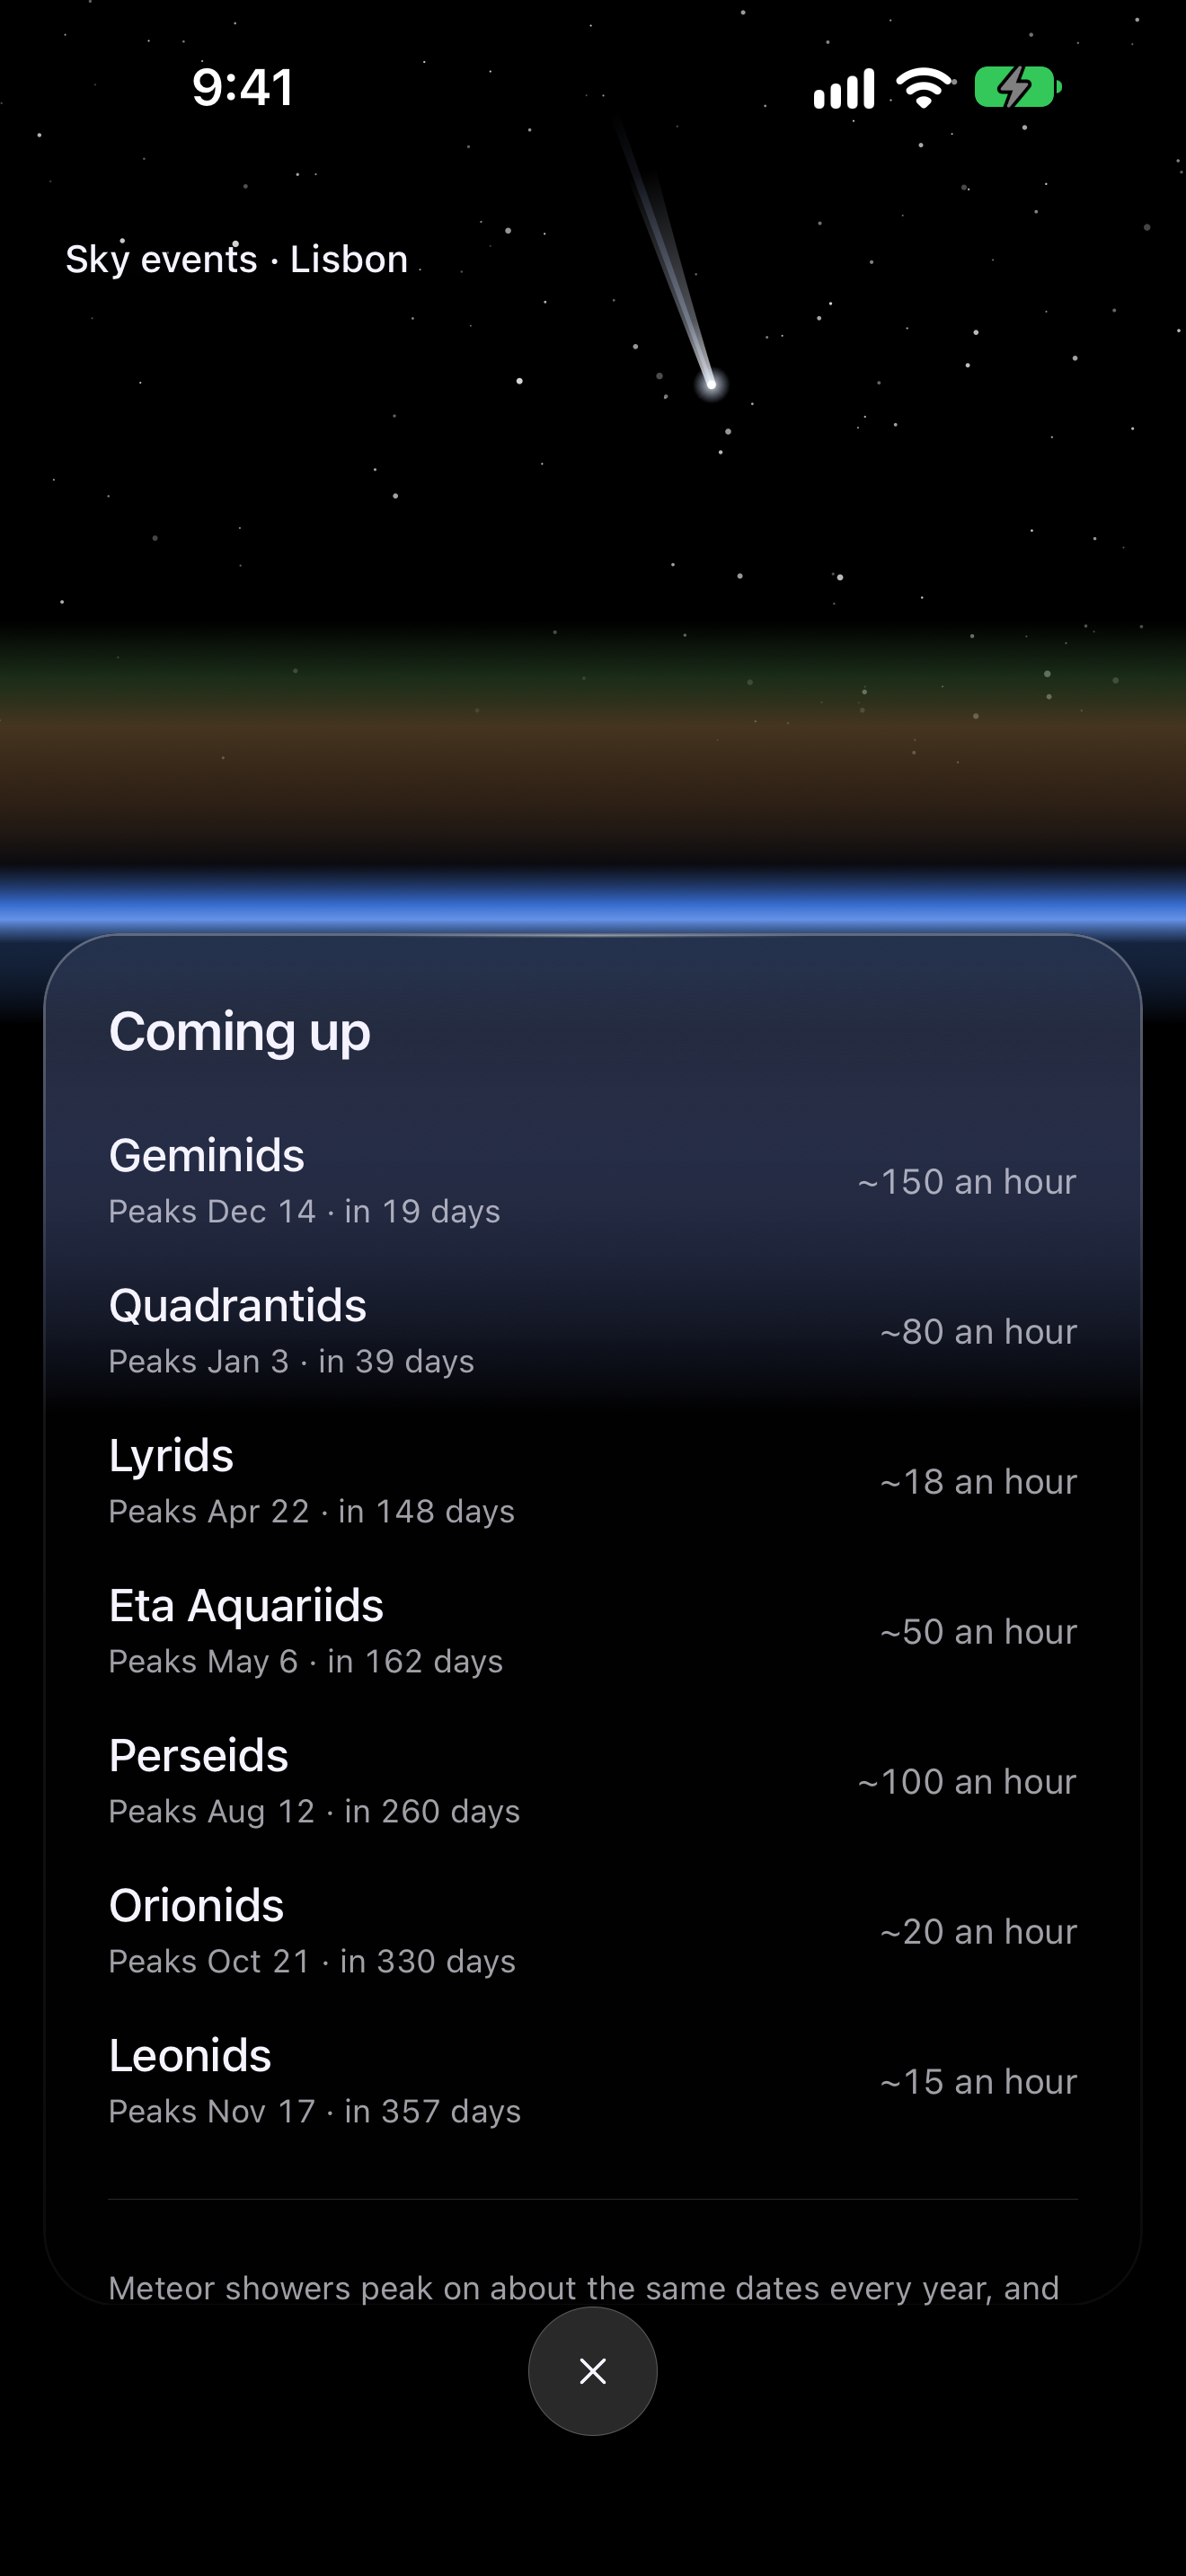 9:41
Sky events · Lisbon
Coming up
Geminids
Peaks Dec 14 · in 19 days
~150 an hour
Quadrantids
Peaks Jan 3 · in 39 days
~80 an hour
Lyrids
Peaks Apr 22 · in 148 days
~18 an hour
Eta Aquariids
Peaks May 6 · in 162 days
~50 an hour
Perseids
Peaks Aug 12 · in 260 days
~100 an hour
Orionids
Peaks Oct 21 · in 330 days
~20 an hour
Leonids
Peaks Nov 17 · in 357 days
~15 an hour
Meteor showers peak on about the same dates every year, and